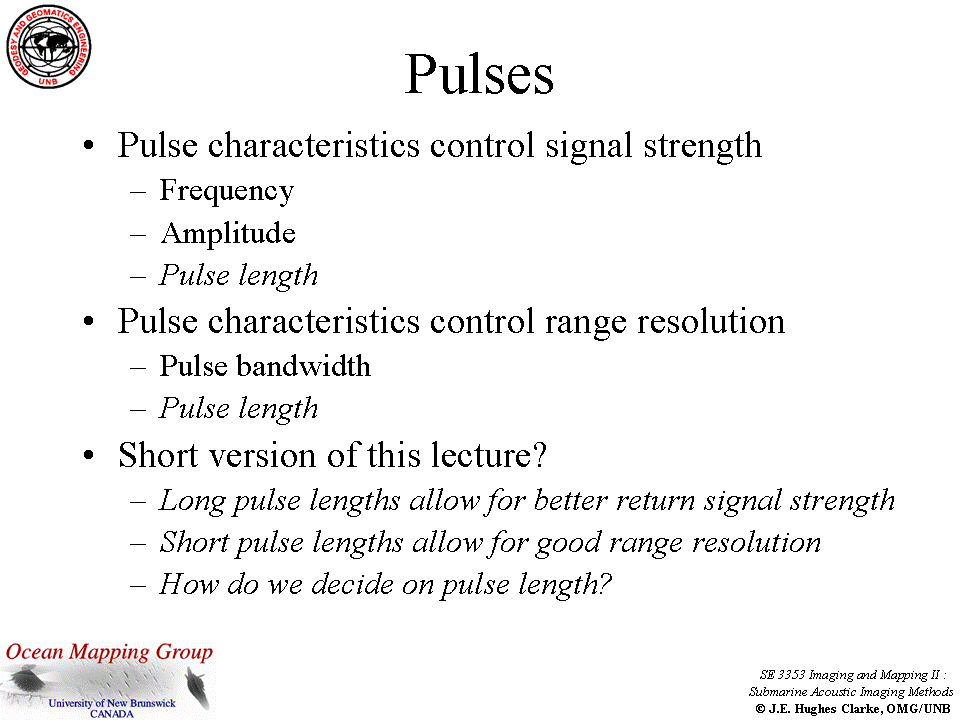 GEODESY AND GEOMATICS ENGINEERING
UNB
Pulses
• Pulse characteristics control signal strength
– Frequency
– Amplitude
– Pulse length
• Pulse characteristics control range resolution
– Pulse bandwidth
– Pulse length
• Short version of this lecture?
– Long pulse lengths allow for better return signal strength
– Short pulse lengths allow for good range resolution
– How do we decide on pulse length?
Ocean Mapping Group
University of New Brunswick
CANADA
SE 3353 Imaging and Mapping II :
Submarine Acoustic Imaging Methods
© J.E. Hughes Clarke, OMG/UNB